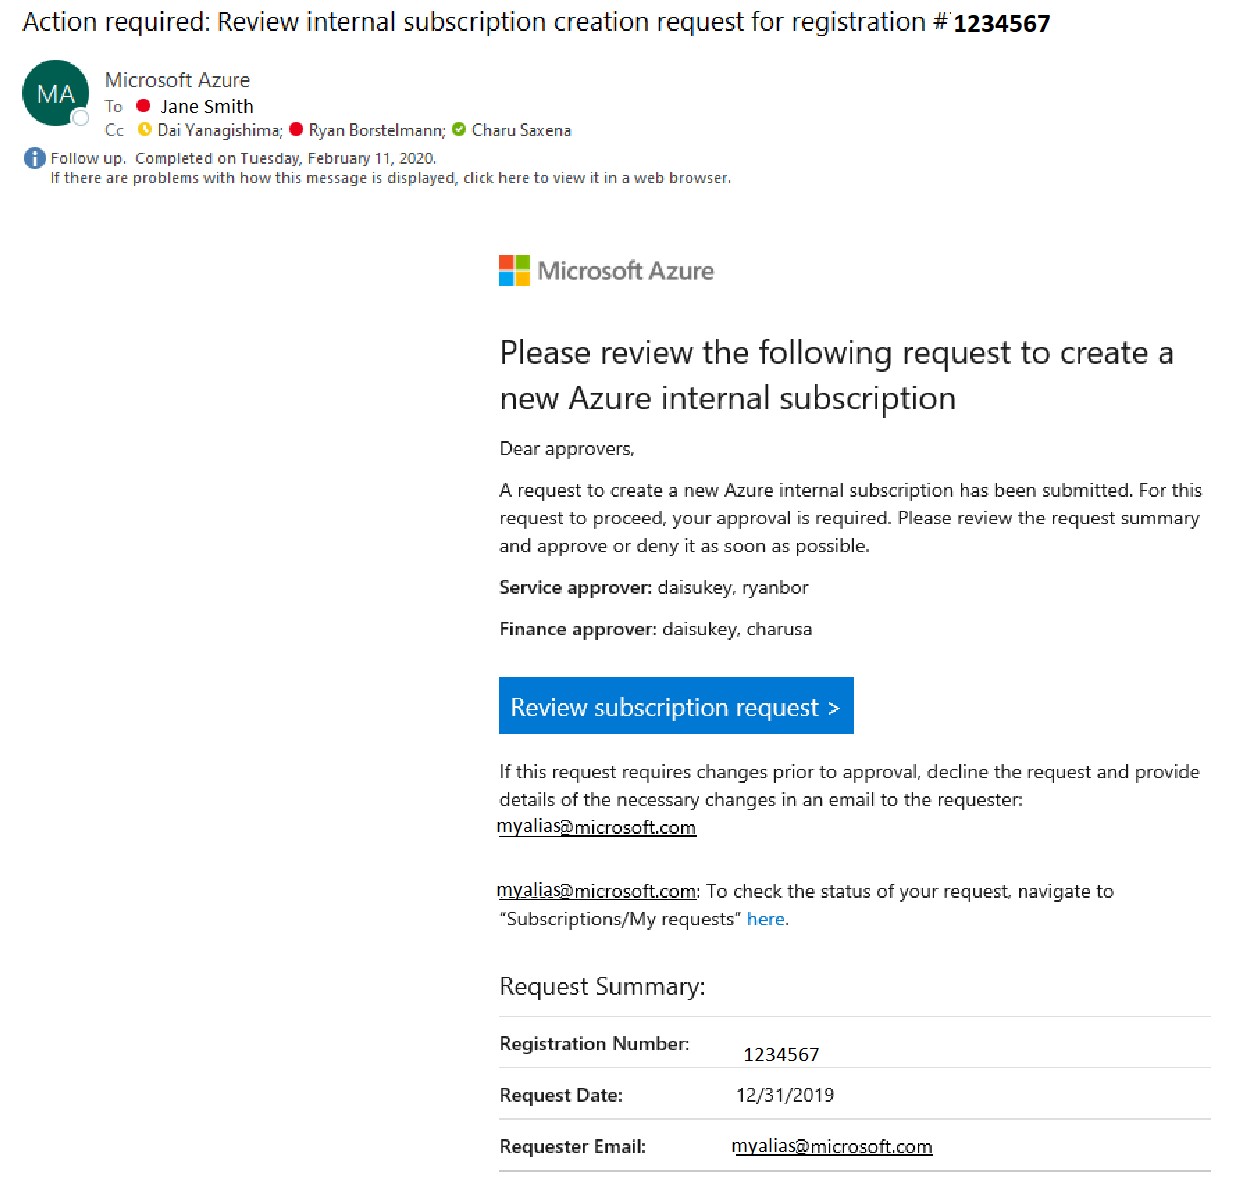 Action required: Review internal subscription creation request for registration #'1234567
MA
Microsoft Azure
To Jane Smith
Cc Dai Yanagishima; Ryan Borstelmann; Charu Saxena
Follow up. Completed on Tuesday, February 11, 2020.
If there are problems with how this message is displayed, click here to view it in a web browser.
Microsoft Azure
Please review the following request to create a
new Azure internal subscription
Dear approvers,
A request to create a new Azure internal subscription has been submitted. For this
request to proceed, your approval is required. Please review the request summary
and approve or deny it as soon as possible.
Service approver: daisukey, ryanbor
Finance approver: daisukey, charusa
Review subscription request >
If this request requires changes prior to approval, decline the request and provide
details of the necessary changes in an email to the requester:
myalias@microsoft.com
myalias@microsoft.com: To check the status of your request, navigate to
“Subscriptions/My requests” here.
Request Summary:
Registration Number: 1234567
Request Date: 12/31/2019
Requester Email: myalias@microsoft.com